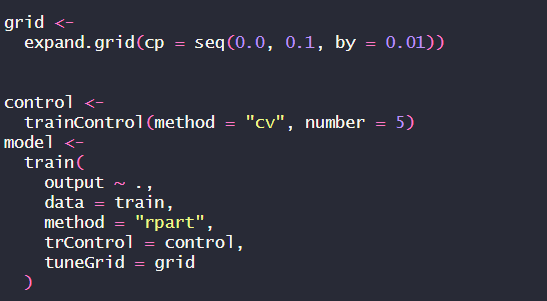 grid <-
expand.grid(cp = seq(0.0, 0.1, by = 0.01))
control <-
trainControl(method = "cv", number = 5)
model <-
train(
output ~ .,
data = train,
method = "rpart",
trControl = control,
tuneGrid = grid
)